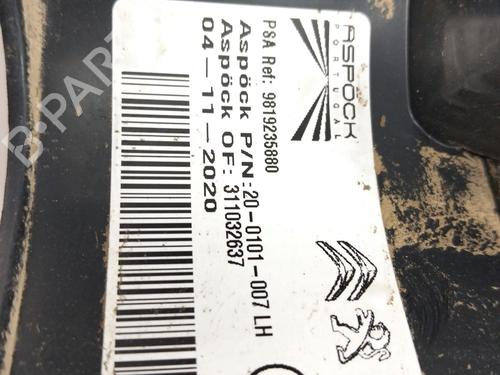 ASPÖCK
PORTUGAL
PSA Ref: 9819235880
Aspöck P/N:20-0101-007 LH
Aspöck OF: 311032637
04-11-2020
B-PARTS